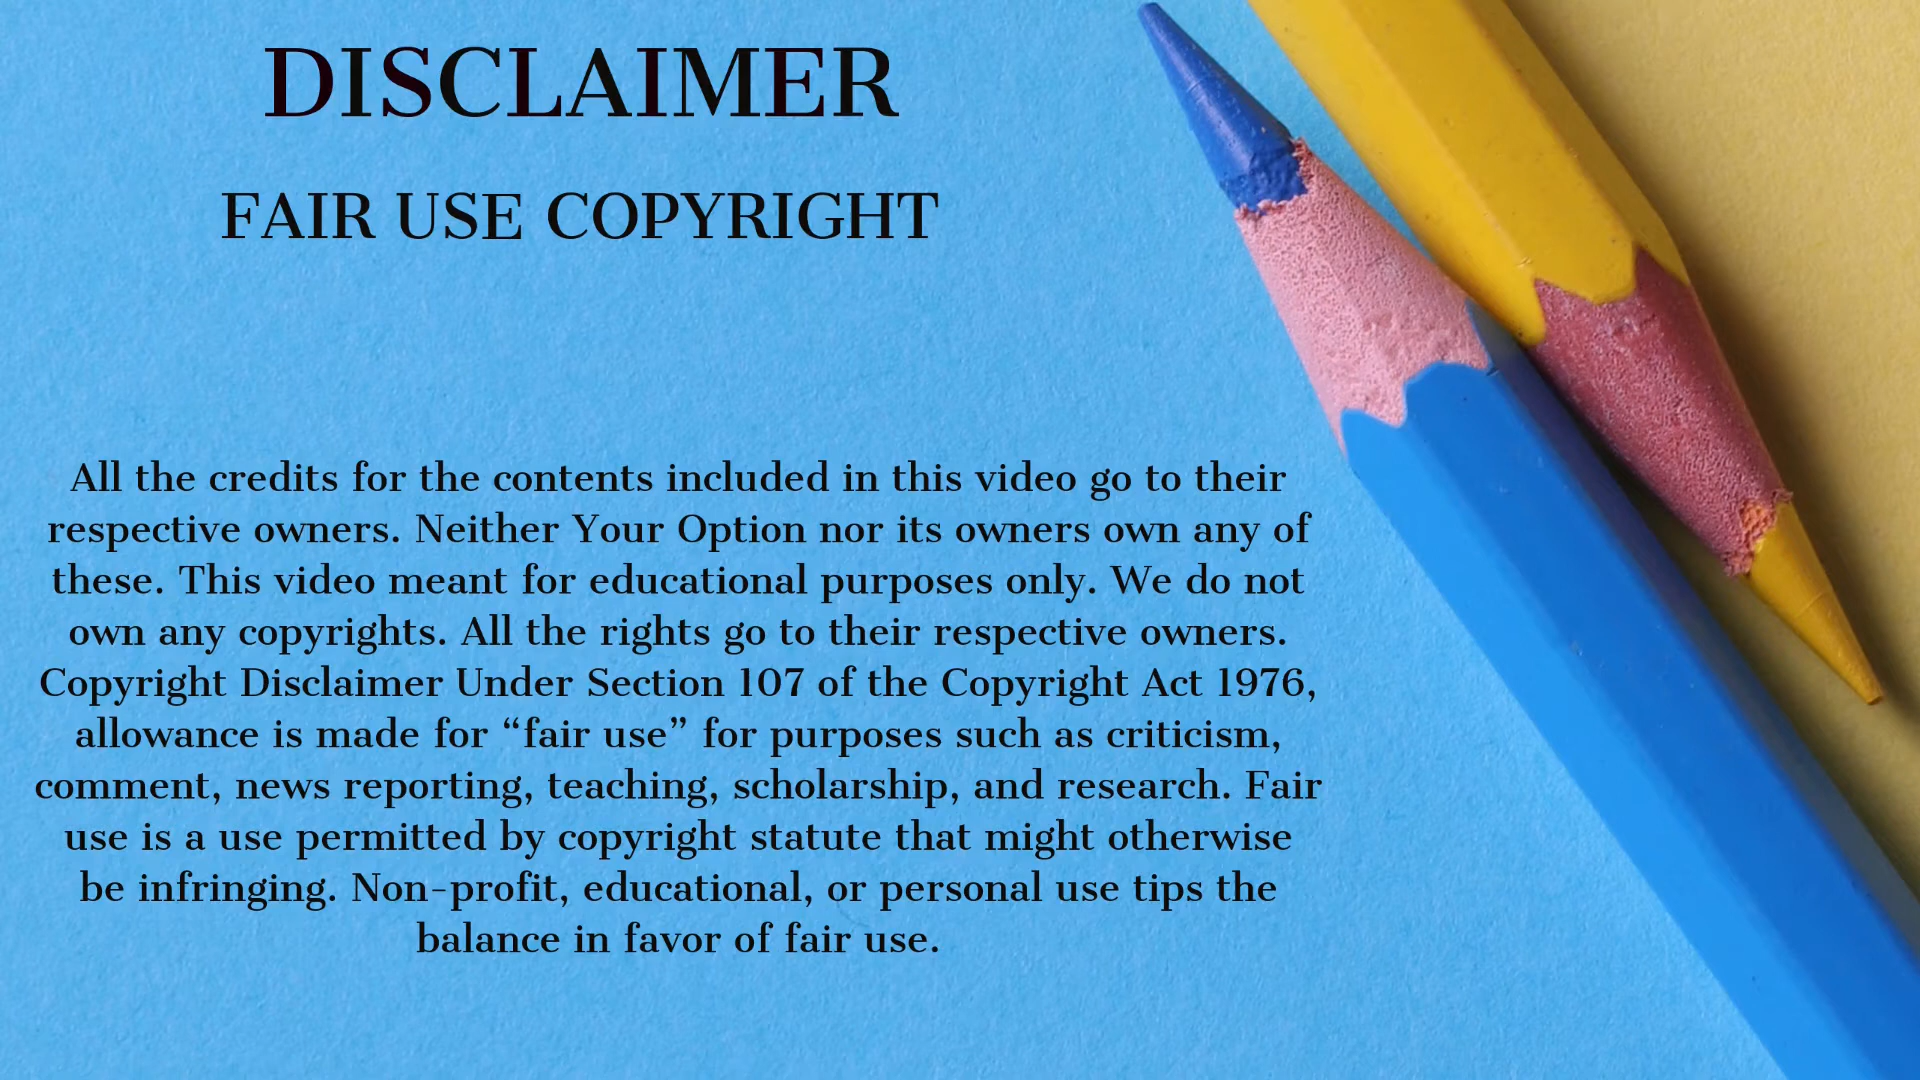 DISCLAIMER
FAIR USE COPYRIGHT
All the credits for the contents included in this video go to their
respective owners. Neither Your Option nor its owners own any of
these. This video meant for educational purposes only. We do not
own any copyrights. All the rights go to their respective owners.
Copyright Disclaimer Under Section 107 of the Copyright Act 1976,
allowance is made for “fair use” for purposes such as criticism,
comment, news reporting, teaching, scholarship, and research. Fair
use is a use permitted by copyright statute that might otherwise
be infringing. Non-profit, educational, or personal use tips the
balance in favor of fair use.